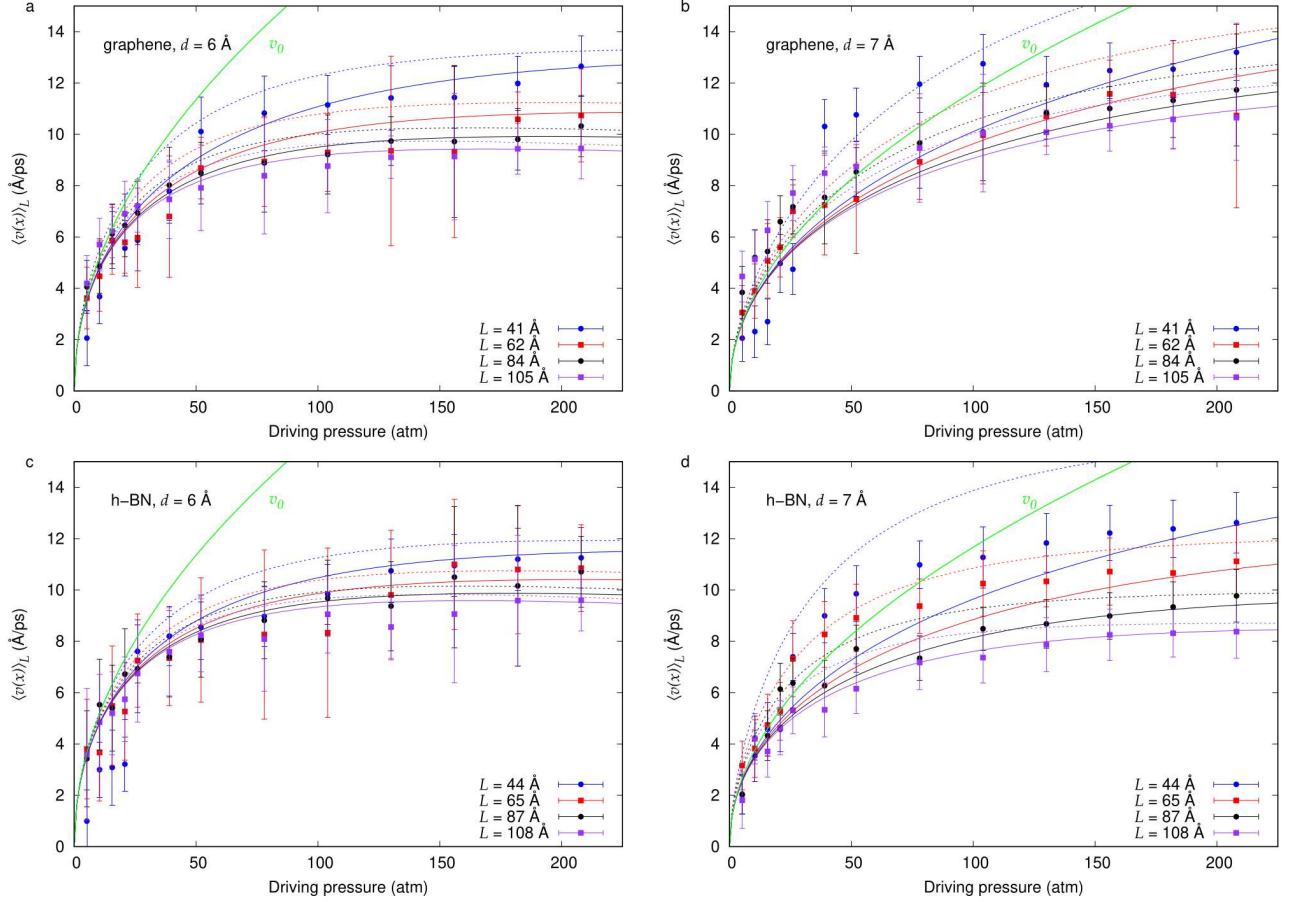 a
graphene, d = 6 Å
v0
⟨v(x)⟩L (Å/ps)
14
12
10
8
6
4
2
0
L = 41 Å
L = 62 Å
L = 84 Å
L = 105 Å
0 50 100 150 200
Driving pressure (atm)
b
graphene, d = 7 Å
v0
⟨v(x)⟩L (Å/ps)
14
12
10
8
6
4
2
0
L = 41 Å
L = 62 Å
L = 84 Å
L = 105 Å
0 50 100 150 200
Driving pressure (atm)
c
h−BN, d = 6 Å
v0
⟨v(x)⟩L (Å/ps)
14
12
10
8
6
4
2
0
L = 44 Å
L = 65 Å
L = 87 Å
L = 108 Å
0 50 100 150 200
Driving pressure (atm)
d
h−BN, d = 7 Å
v0
⟨v(x)⟩L (Å/ps)
14
12
10
8
6
4
2
0
L = 44 Å
L = 65 Å
L = 87 Å
L = 108 Å
0 50 100 150 200
Driving pressure (atm)